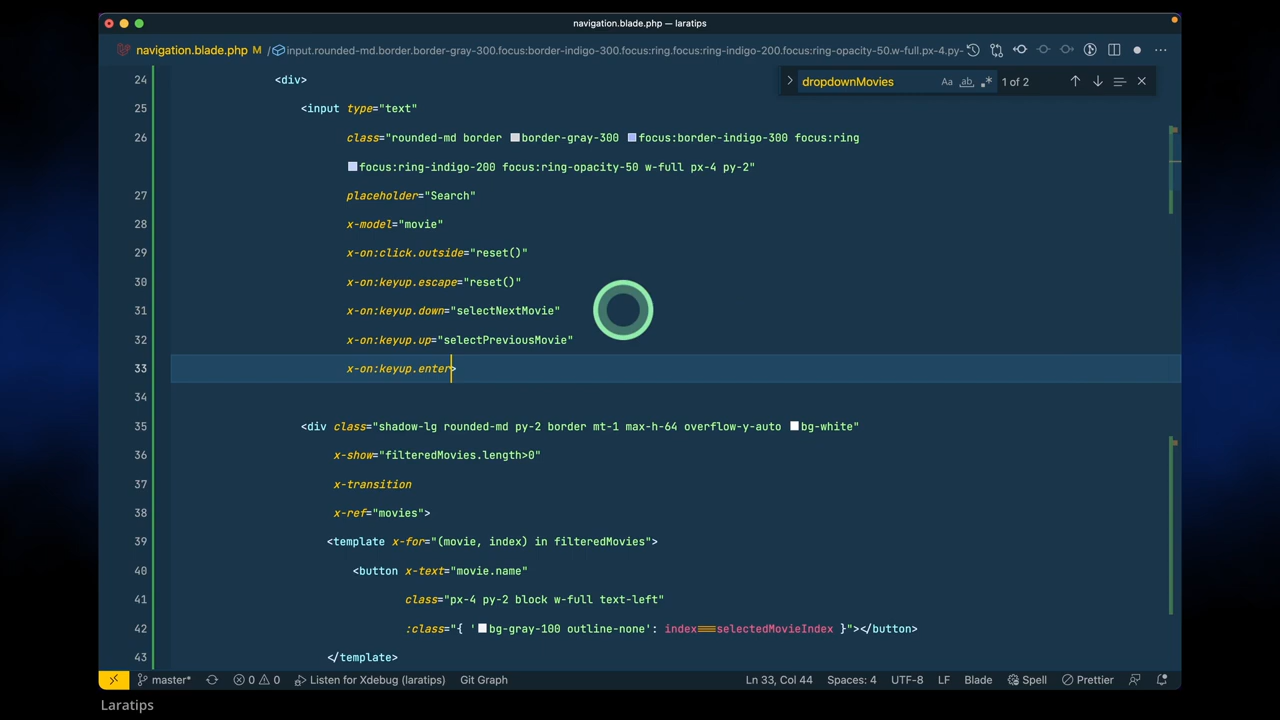 navigation.blade.php — laratips
navigation.blade.php M /input.rounded-md.border.border-gray-300.focus:border-indigo-300.focus:ring.focus:ring-indigo-200.focus:ring-opacity-50.w-full.px-4.py-
dropdownMovies Aa ab .* 1 of 2
24 <div>
25 <input type="text"
26 class="rounded-md border border-gray-300 focus:border-indigo-300 focus:ring
focus:ring-indigo-200 focus:ring-opacity-50 w-full px-4 py-2"
27 placeholder="Search"
28 x-model="movie"
29 x-on:click.outside="reset()"
30 x-on:keyup.escape="reset()"
31 x-on:keyup.down="selectNextMovie"
32 x-on:keyup.up="selectPreviousMovie"
33 x-on:keyup.enter>
34
35 <div class="shadow-lg rounded-md py-2 border mt-1 max-h-64 overflow-y-auto bg-white"
36 x-show="filteredMovies.length>0"
37 x-transition
38 x-ref="movies">
39 <template x-for="(movie, index) in filteredMovies">
40 <button x-text="movie.name"
41 class="px-4 py-2 block w-full text-left"
42 :class="{ 'bg-gray-100 outline-none': index===selectedMovieIndex }"></button>
43 </template>
master* 0 0 Listen for Xdebug (laratips) Git Graph Ln 33, Col 44 Spaces: 4 UTF-8 LF Blade Spell Prettier
Laratips